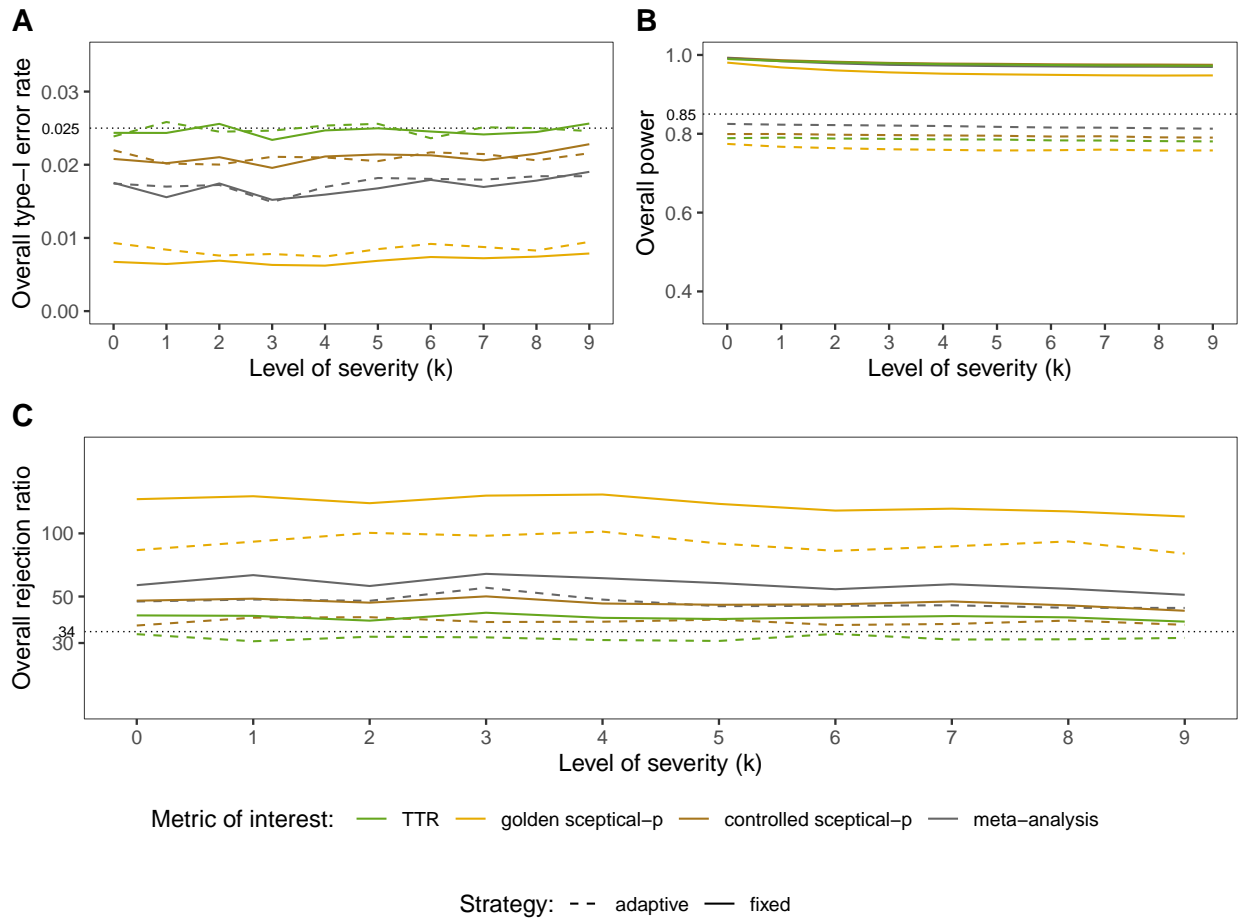 A
Overall type−I error rate
0.03
0.025
0.02
0.01
0.00
0 1 2 3 4 5 6 7 8 9
Level of severity (k)
B
Overall power
1.0
0.85
0.8
0.6
0.4
0 1 2 3 4 5 6 7 8 9
Level of severity (k)
C
Overall rejection ratio
100
50
34
30
0 1 2 3 4 5 6 7 8 9
Level of severity (k)
Metric of interest: TTR golden sceptical−p controlled sceptical−p meta−analysis
Strategy: adaptive fixed